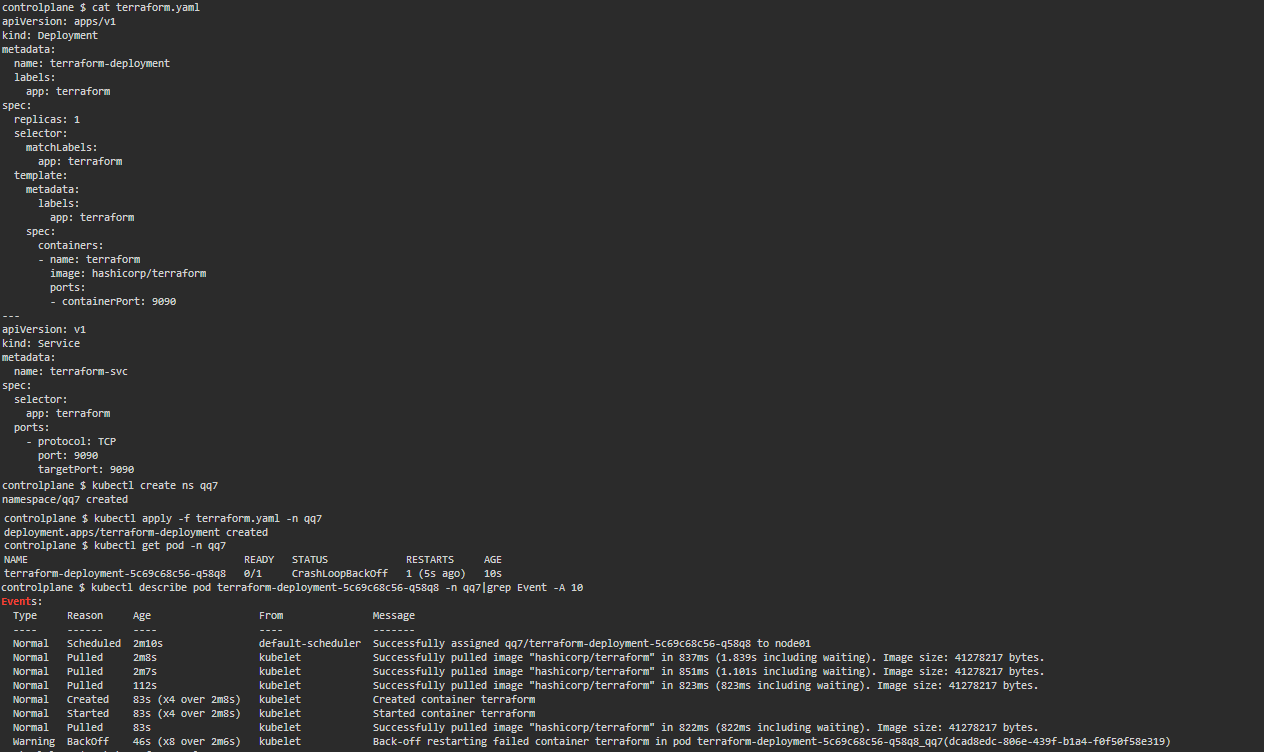 controlplane $ cat terraform.yaml
apiVersion: apps/v1
kind: Deployment
metadata:
  name: terraform-deployment
  labels:
    app: terraform
spec:
  replicas: 1
  selector:
    matchLabels:
      app: terraform
  template:
    metadata:
      labels:
        app: terraform
    spec:
      containers:
      - name: terraform
        image: hashicorp/terraform
        ports:
        - containerPort: 9090
---
apiVersion: v1
kind: Service
metadata:
  name: terraform-svc
spec:
  selector:
    app: terraform
  ports:
    - protocol: TCP
      port: 9090
      targetPort: 9090
controlplane $ kubectl create ns qq7
namespace/qq7 created
controlplane $ kubectl apply -f terraform.yaml -n qq7
deployment.apps/terraform-deployment created
controlplane $ kubectl get pod -n qq7
NAME                                    READY   STATUS             RESTARTS     AGE
terraform-deployment-5c69c68c56-q58q8   0/1     CrashLoopBackOff   1 (5s ago)   10s
controlplane $ kubectl describe pod terraform-deployment-5c69c68c56-q58q8 -n qq7|grep Event -A 10
Events:
  Type     Reason     Age                  From               Message
  ----     ------     ----                 ----               -------
  Normal   Scheduled  2m10s                default-scheduler  Successfully assigned qq7/terraform-deployment-5c69c68c56-q58q8 to node01
  Normal   Pulled     2m8s                 kubelet            Successfully pulled image "hashicorp/terraform" in 837ms (1.839s including waiting). Image size: 41278217 bytes.
  Normal   Pulled     2m7s                 kubelet            Successfully pulled image "hashicorp/terraform" in 851ms (1.101s including waiting). Image size: 41278217 bytes.
  Normal   Pulled     112s                 kubelet            Successfully pulled image "hashicorp/terraform" in 823ms (823ms including waiting). Image size: 41278217 bytes.
  Normal   Created    83s (x4 over 2m8s)   kubelet            Created container terraform
  Normal   Started    83s (x4 over 2m8s)   kubelet            Started container terraform
  Normal   Pulled     83s                  kubelet            Successfully pulled image "hashicorp/terraform" in 822ms (822ms including waiting). Image size: 41278217 bytes.
  Warning  BackOff    46s (x8 over 2m6s)   kubelet            Back-off restarting failed container terraform in pod terraform-deployment-5c69c68c56-q58q8_qq7(dcad8edc-806e-439f-b1a4-f0f50f58e319)